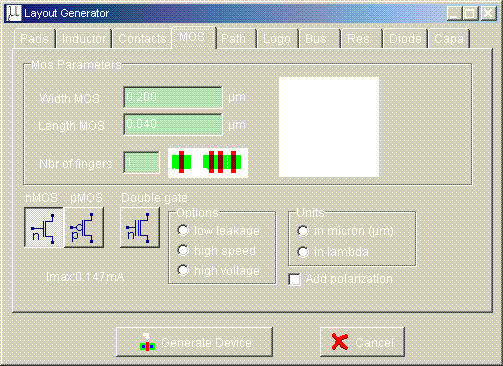 Layout Generator
Pads Inductor Contacts MOS Path Logo Bus Res Diode Capa
Mos Parameters
Width MOS 0.200 µm
Length MOS 0.040 µm
Nbr of fingers 1
nMOS pMOS Double gate
n p n
Imax:0.147mA
Options
low leakage
high speed
high voltage
Units
in micron (µm)
in lambda
Add polarization
Generate Device Cancel